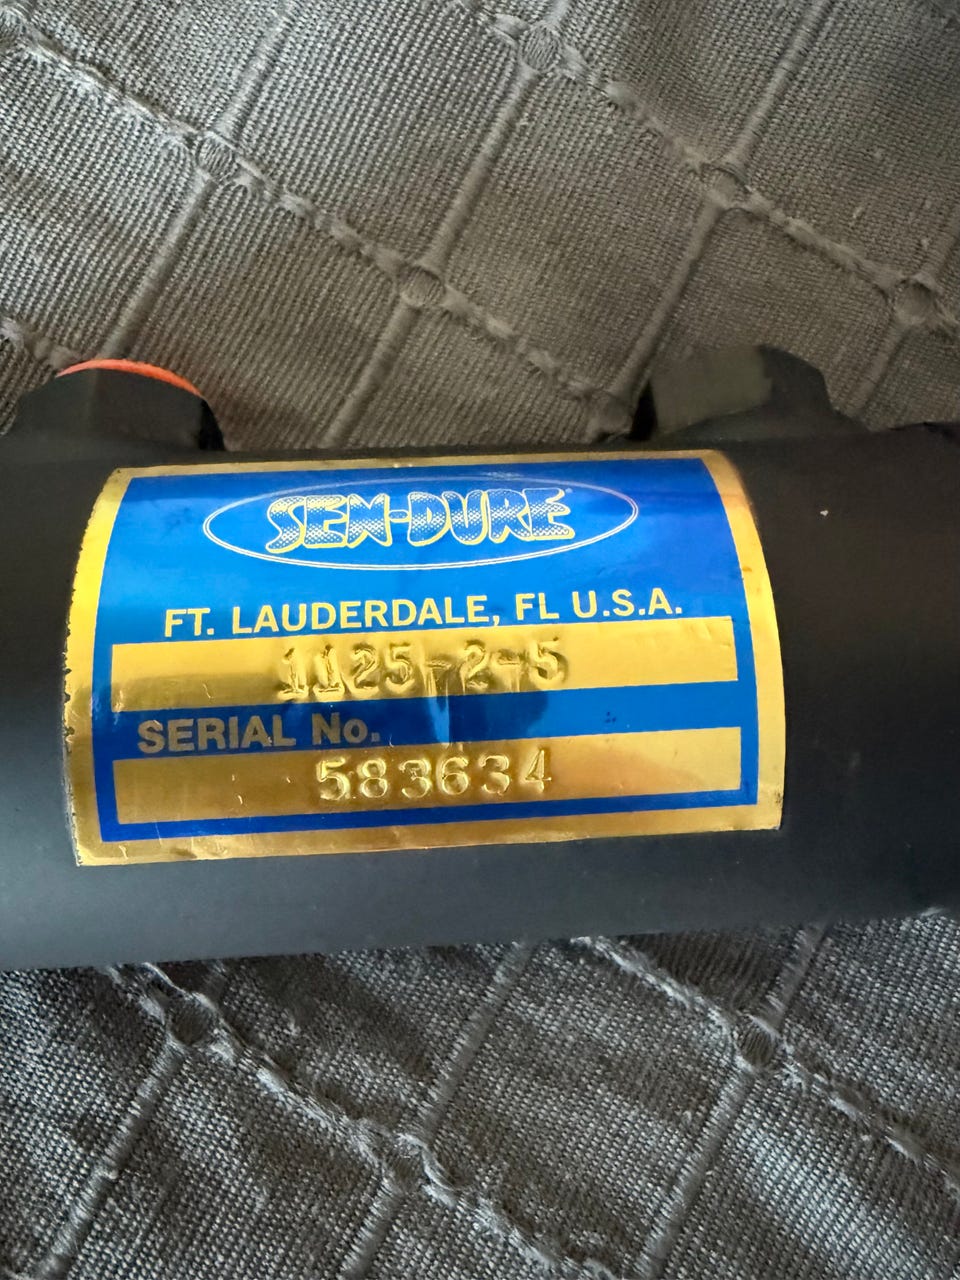 SEN-DURE®
FT. LAUDERDALE, FL U.S.A.
1125-2-5
SERIAL No.
583634